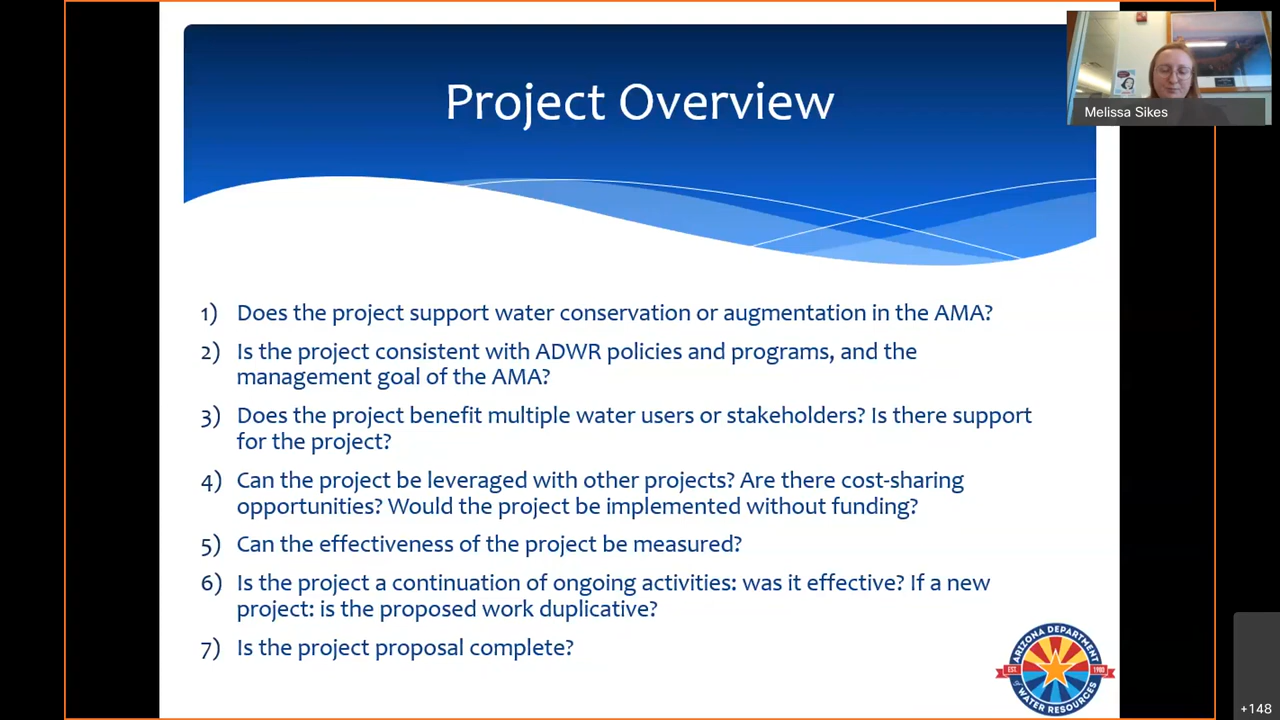 Project Overview
Melissa Sikes
1) Does the project support water conservation or augmentation in the AMA?
2) Is the project consistent with ADWR policies and programs, and the
management goal of the AMA?
3) Does the project benefit multiple water users or stakeholders? Is there support
for the project?
4) Can the project be leveraged with other projects? Are there cost-sharing
opportunities? Would the project be implemented without funding?
5) Can the effectiveness of the project be measured?
6) Is the project a continuation of ongoing activities: was it effective? If a new
project: is the proposed work duplicative?
7) Is the project proposal complete?
ARIZONA DEPARTMENT
EST. 1980
of WATER RESOURCES
+148